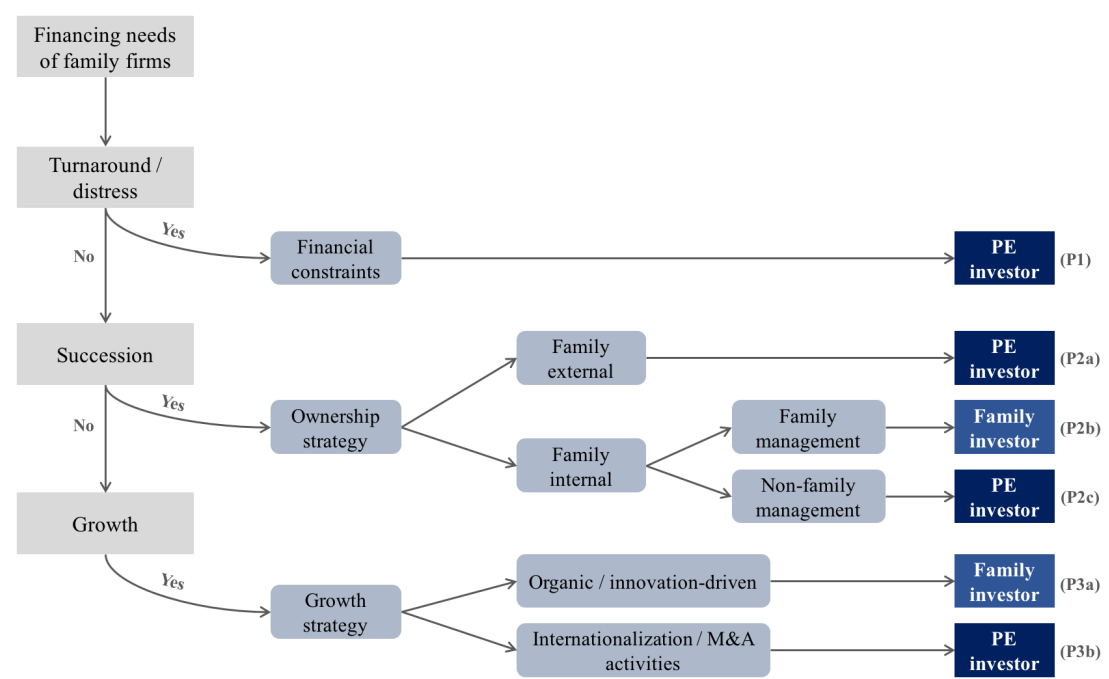 Financing needs
of family firms
Turnaround /
distress
Yes
No
Financial
constraints
PE
investor
(P1)
Succession
Yes
No
Ownership
strategy
Family
external
PE
investor
(P2a)
Family
internal
Family
management
Family
investor
(P2b)
Non-family
management
PE
investor
(P2c)
Growth
Yes
Growth
strategy
Organic / innovation-driven
Family
investor
(P3a)
Internationalization / M&A
activities
PE
investor
(P3b)